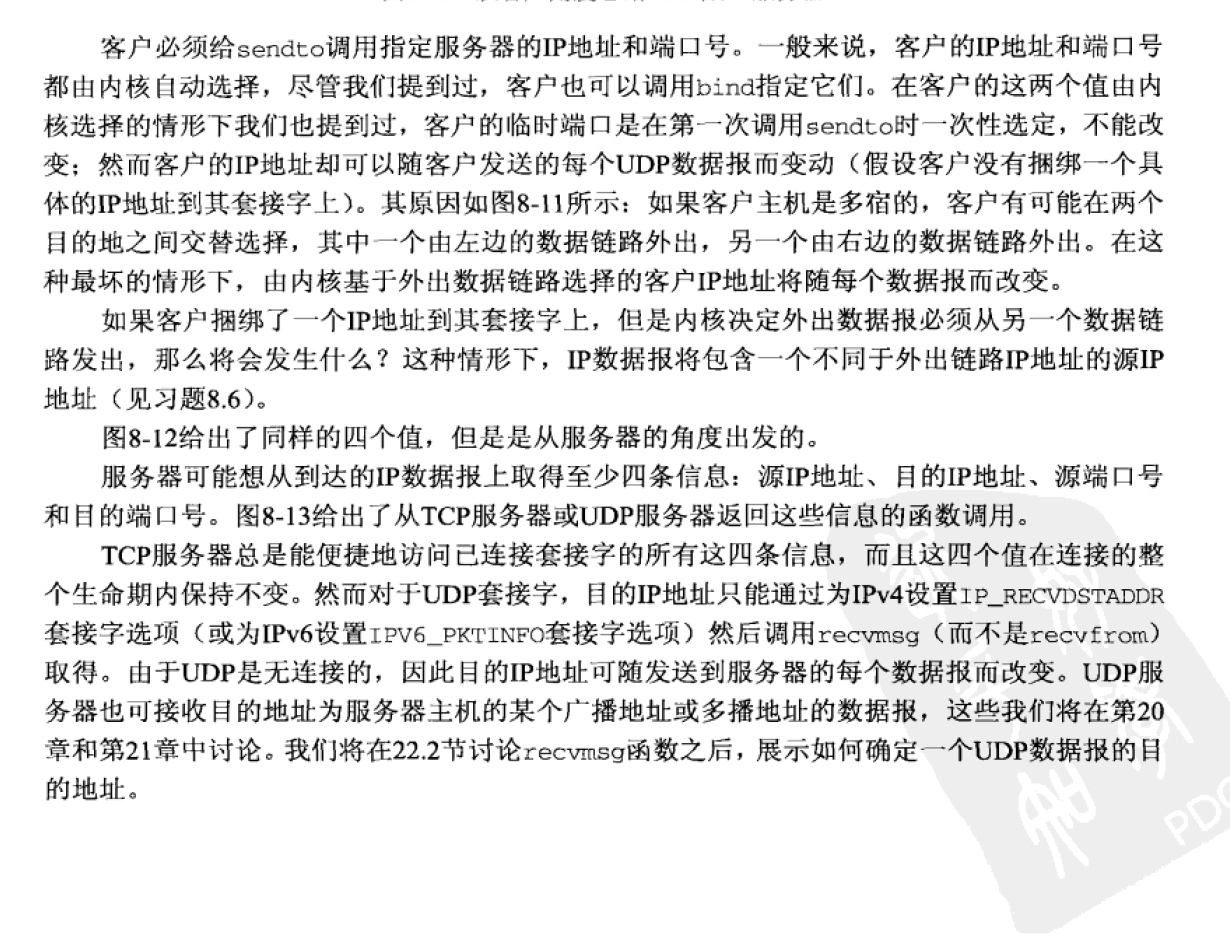 客户必须给sendto调用指定服务器的IP地址和端口号。一般来说，客户的IP地址和端口号
都由内核自动选择，尽管我们提到过，客户也可以调用bind指定它们。在客户的这两个值由内
核选择的情形下我们也提到过，客户的临时端口是在第一次调用sendto时一次性选定，不能改
变；然而客户的IP地址却可以随客户发送的每个UDP数据报而变动（假设客户没有捆绑一个具
体的IP地址到其套接字上）。其原因如图8-11所示：如果客户主机是多宿的，客户有可能在两个
目的地之间交替选择，其中一个由左边的数据链路外出，另一个由右边的数据链路外出。在这
种最坏的情形下，由内核基于外出数据链路选择的客户IP地址将随每个数据报而改变。
如果客户捆绑了一个IP地址到其套接字上，但是内核决定外出数据报必须从另一个数据链
路发出，那么将会发生什么？这种情形下，IP数据报将包含一个不同于外出链路IP地址的源IP
地址（见习题8.6）。
图8-12给出了同样的四个值，但是是从服务器的角度出发的。
服务器可能想从到达的IP数据报上取得至少四条信息：源IP地址、目的IP地址、源端口号
和目的端口号。图8-13给出了从TCP服务器或UDP服务器返回这些信息的函数调用。
TCP服务器总是能便捷地访问已连接套接字的所有这四条信息，而且这四个值在连接的整
个生命期内保持不变。然而对于UDP套接字，目的IP地址只能通过为IPv4设置IP_RECVDSTADDR
套接字选项（或为IPv6设置IPV6_PKTINFO套接字选项）然后调用recvmsg（而不是recvfrom）
取得。由于UDP是无连接的，因此目的IP地址可随发送到服务器的每个数据报而改变。UDP服
务器也可接收目的地址为服务器主机的某个广播地址或多播地址的数据报，这些我们将在第20
章和第21章中讨论。我们将在22.2节讨论recvmsg函数之后，展示如何确定一个UDP数据报的目
的地址。